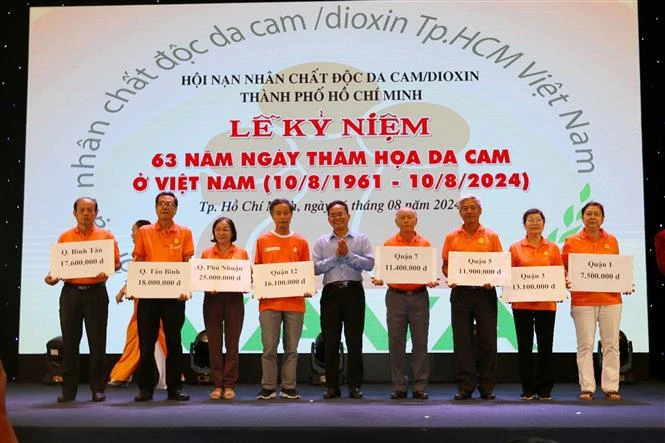 nhân chất độc da cam/dioxin Tp.HCM Việt Nam
HỘI NẠN NHÂN CHẤT ĐỘC DA CAM/DIOXIN
THÀNH PHỐ HỒ CHÍ MINH
LỄ KỶ NIỆM
63 NĂM NGÀY THẢM HỌA DA CAM
Ở VIỆT NAM (10/8/1961 - 10/8/2024)
Tp. Hồ Chí Minh, ngày tháng 08 năm 2024
Q. Bình Tân
17.600.000 đ
Q. Tân Bình
18.000.000 đ
Q. Phú Nhuận
25.000.000 đ
Quận 12
16.100.000 đ
Quận 7
11.400.000 đ
Quận 5
11.900.000 đ
Quận 3
13.100.000 đ
Quận 1
7.500.000 đ